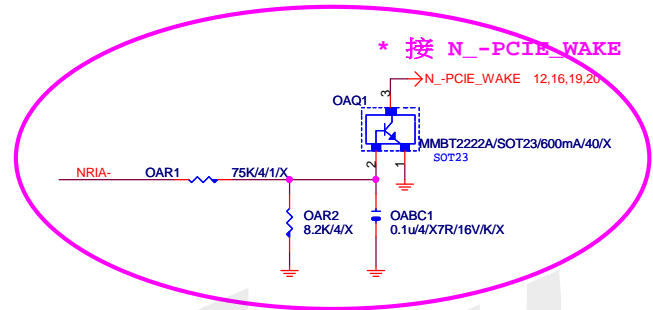 * 接 N_-PCIE_WAKE
N_-PCIE_WAKE 12,16,19,20
OAQ1
3
MMBT2222A/SOT23/600mA/40/X
SOT23
2
1
NRIA-
OAR1
75K/4/1/X
OAR2
8.2K/4/X
OABC1
0.1u/4/X7R/16V/K/X